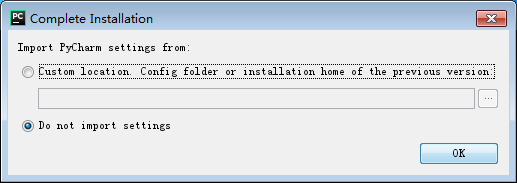 PC Complete Installation
Import PyCharm settings from:
Custom location. Config folder or installation home of the previous version:
...
Do not import settings
OK